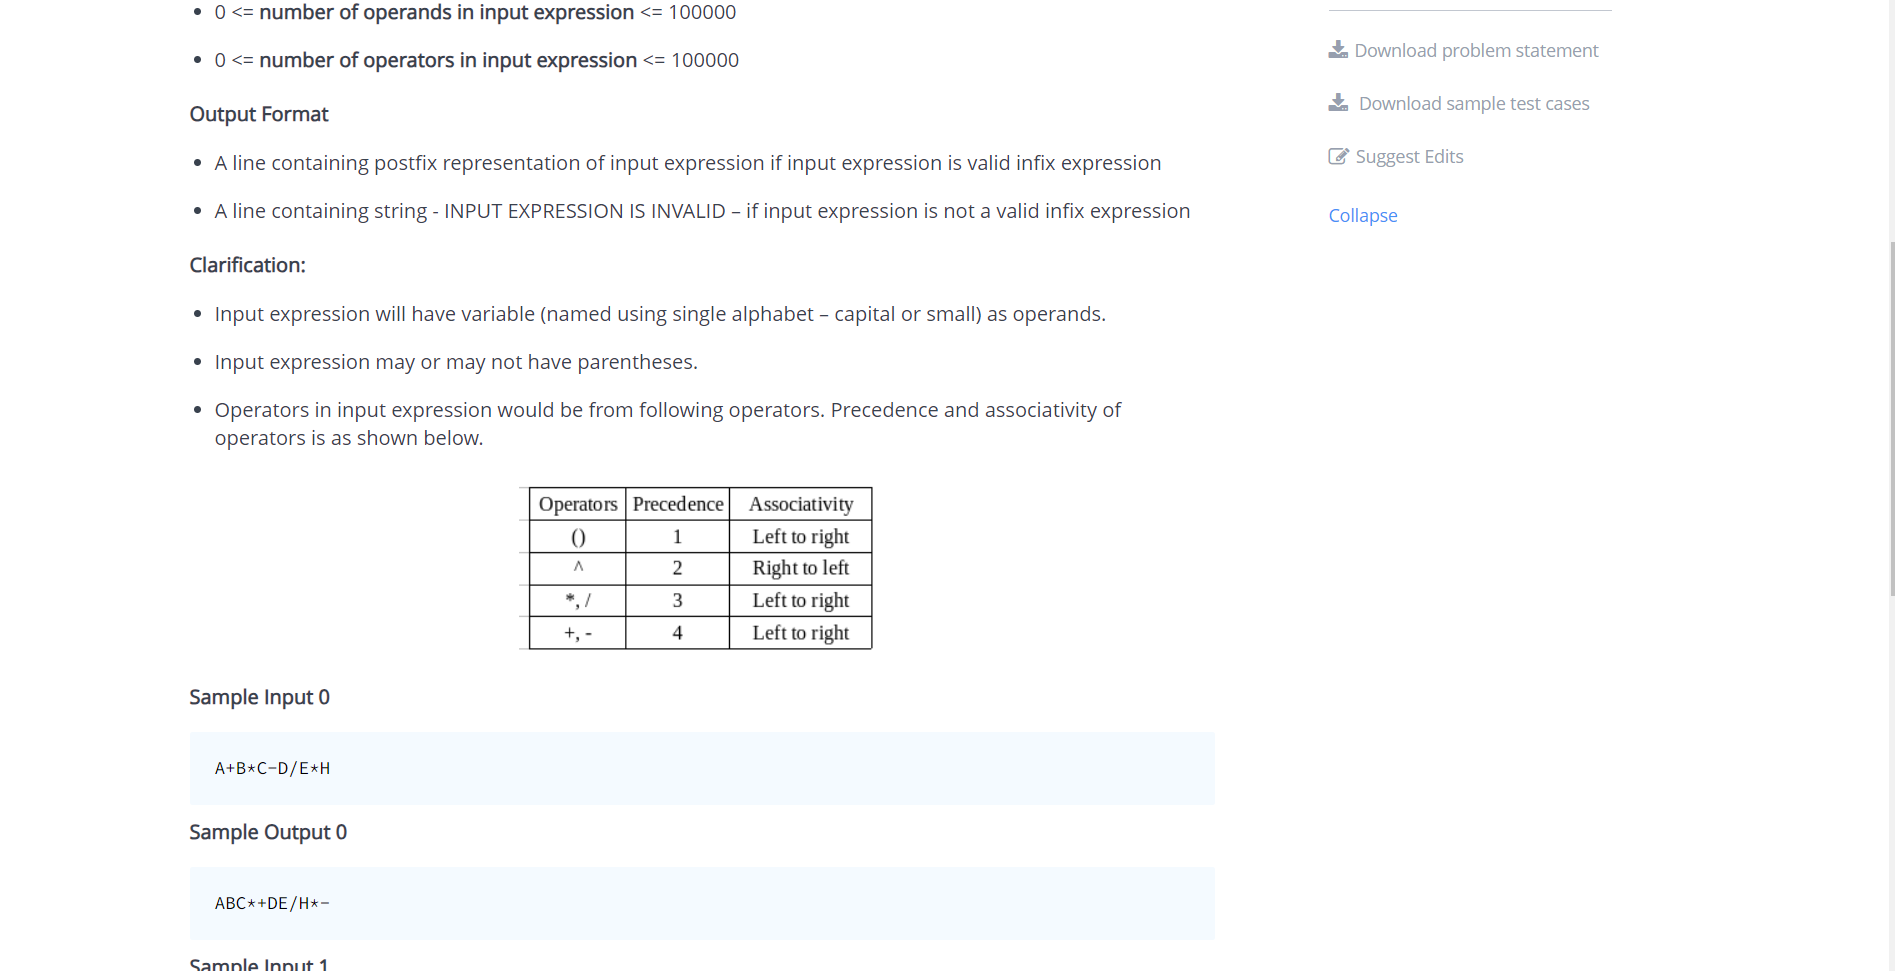 • 0 <= number of operands in input expression <= 100000
• 0 <= number of operators in input expression <= 100000
Output Format
• A line containing postfix representation of input expression if input expression is valid infix expression
• A line containing string - INPUT EXPRESSION IS INVALID – if input expression is not a valid infix expression
Clarification:
• Input expression will have variable (named using single alphabet – capital or small) as operands.
• Input expression may or may not have parentheses.
• Operators in input expression would be from following operators. Precedence and associativity of
operators is as shown below.
Operators Precedence Associativity
() 1 Left to right
^ 2 Right to left
*, / 3 Left to right
+, - 4 Left to right
Sample Input 0
A+B*C-D/E*H
Sample Output 0
ABC*+DE/H*-
Sample Input 1
Download problem statement
Download sample test cases
Suggest Edits
Collapse